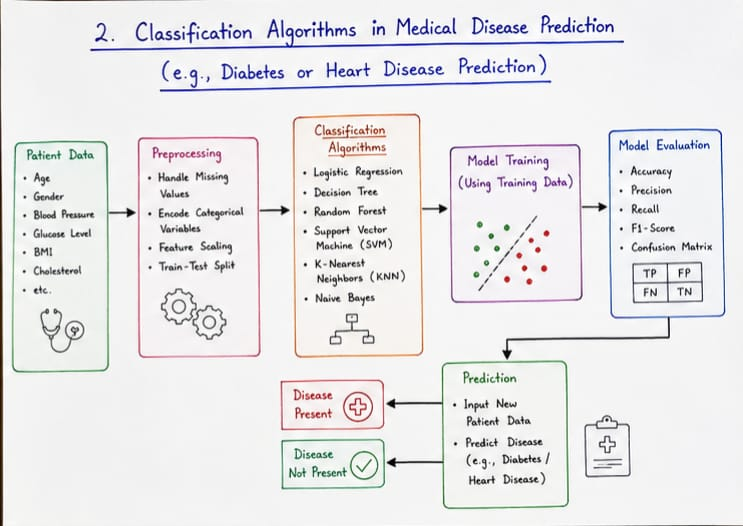 2. Classification Algorithms in Medical Disease Prediction
(e.g., Diabetes or Heart Disease Prediction)
Patient Data
• Age
• Gender
• Blood Pressure
• Glucose Level
• BMI
• Cholesterol
• etc.
Preprocessing
• Handle Missing
Values
• Encode Categorical
Variables
• Feature Scaling
• Train-Test Split
Classification
Algorithms
• Logistic Regression
• Decision Tree
• Random Forest
• Support Vector
Machine (SVM)
• K-Nearest
Neighbors (KNN)
• Naive Bayes
Model Training
(Using Training Data)
Model Evaluation
• Accuracy
• Precision
• Recall
• F1-Score
• Confusion Matrix
TP FP
FN TN
Prediction
• Input New
Patient Data
• Predict Disease
(e.g., Diabetes /
Heart Disease)
Disease
Present
Disease
Not Present